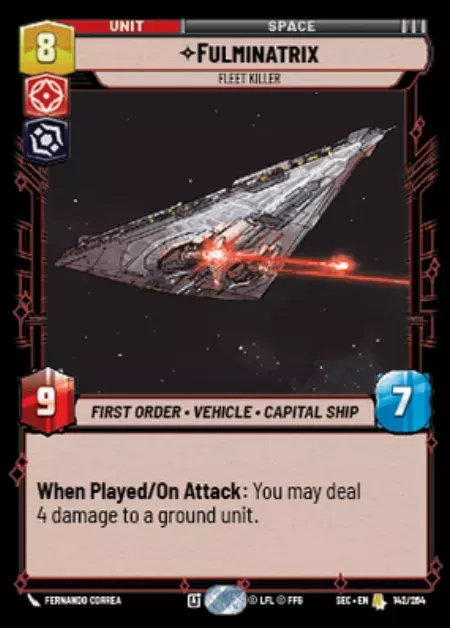 UNIT
SPACE
8
FULMINATRIX
FLEET KILLER
9
FIRST ORDER • VEHICLE • CAPITAL SHIP
7
When Played/On Attack: You may deal
4 damage to a ground unit.
FERNANDO CORREA
A
© LFL © FFG
SEC • EN
142/264